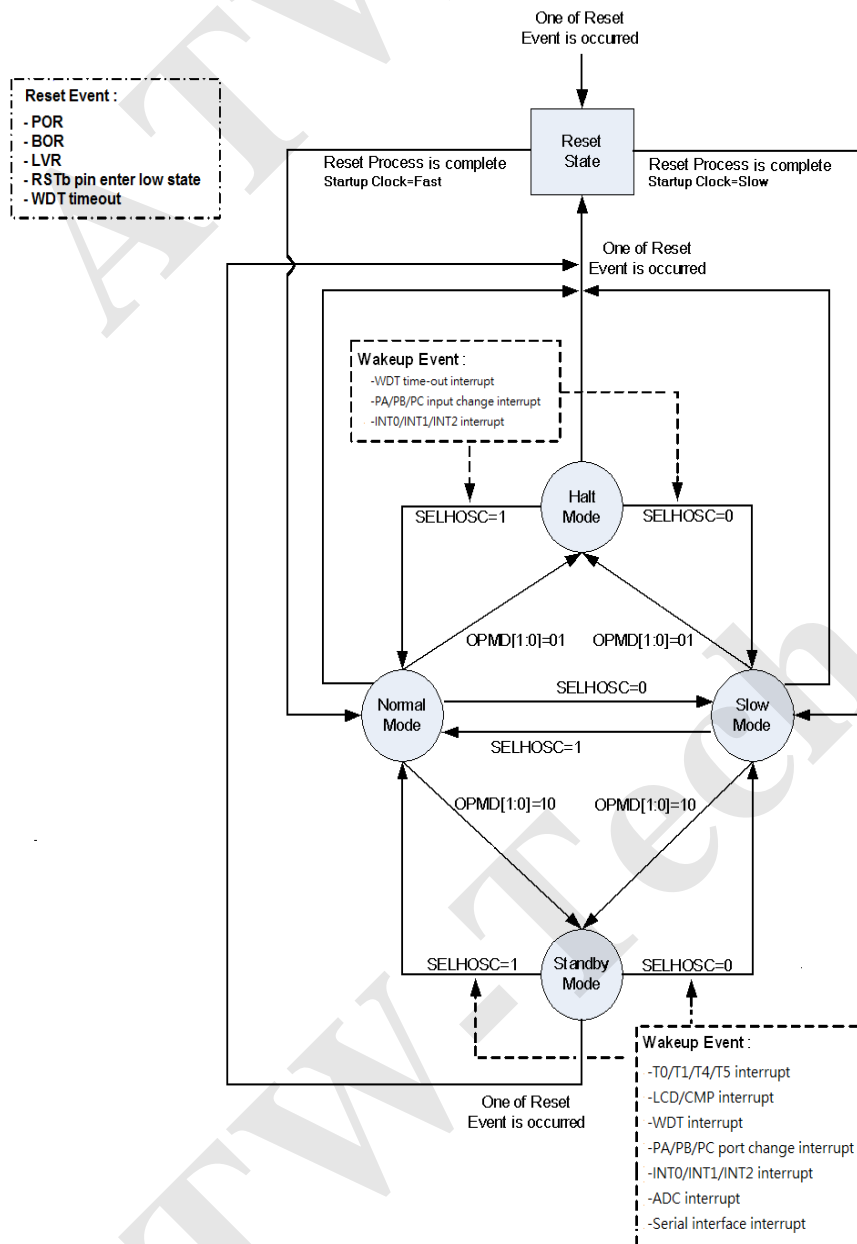 One of Reset
Event is occurred
Reset Event :
- POR
- BOR
- LVR
- RSTb pin enter low state
- WDT timeout
Reset
State
Reset Process is complete
Startup Clock=Fast
Reset Process is complete
Startup Clock=Slow
One of Reset
Event is occurred
Wakeup Event :
-WDT time-out interrupt
-PA/PB/PC input change interrupt
-INT0/INT1/INT2 interrupt
Halt
Mode
SELHOSC=1
SELHOSC=0
OPMD[1:0]=01
OPMD[1:0]=01
Normal
Mode
SELHOSC=0
Slow
Mode
SELHOSC=1
OPMD[1:0]=10
OPMD[1:0]=10
SELHOSC=1
Standby
Mode
SELHOSC=0
One of Reset
Event is occurred
Wakeup Event :
-T0/T1/T4/T5 interrupt
-LCD/CMP interrupt
-WDT interrupt
-PA/PB/PC port change interrupt
-INT0/INT1/INT2 interrupt
-ADC interrupt
-Serial interface interrupt
ATW-Tech